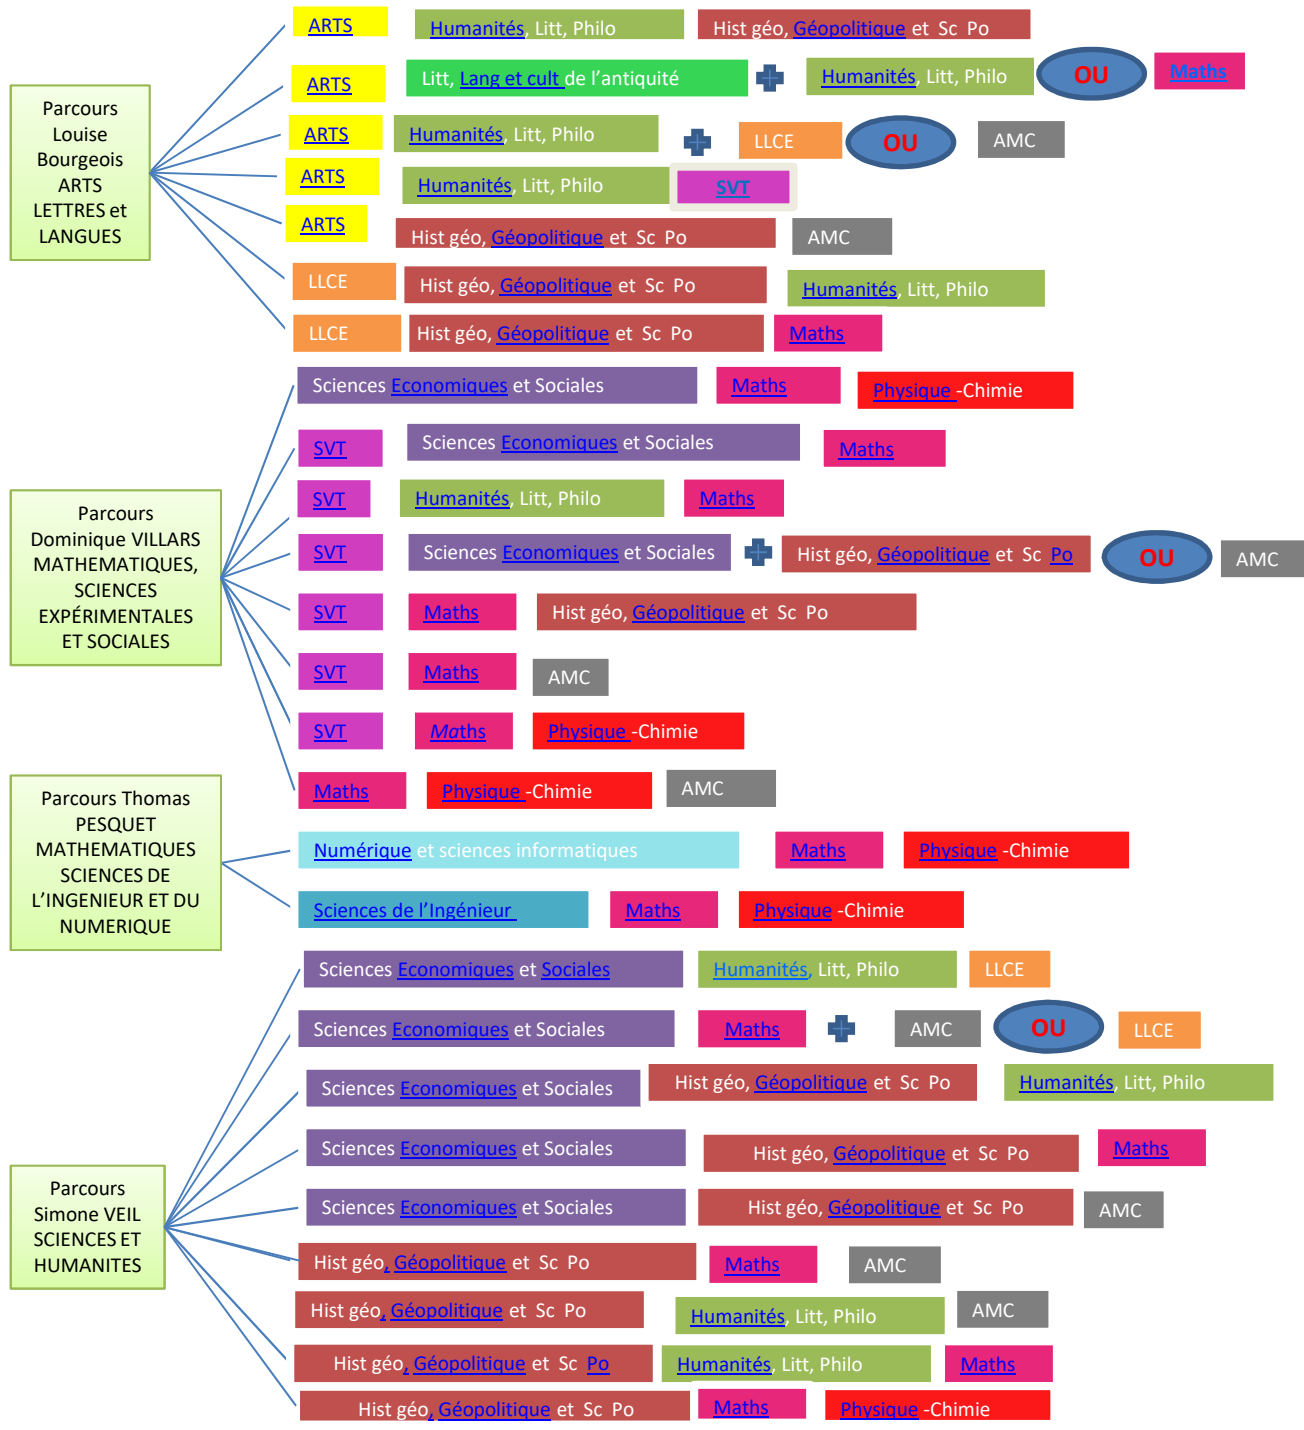 Parcours
Louise
Bourgeois
ARTS
LETTRES et
LANGUES
ARTS Humanités, Litt, Philo Hist géo, Géopolitique et Sc Po
ARTS Litt, Lang et cult de l'antiquité Humanités, Litt, Philo OU Maths
ARTS Humanités, Litt, Philo LLCE OU AMC
ARTS Humanités, Litt, Philo SVT
ARTS Hist géo, Géopolitique et Sc Po AMC
LLCE Hist géo, Géopolitique et Sc Po Humanités, Litt, Philo
LLCE Hist géo, Géopolitique et Sc Po Maths
Parcours
Dominique VILLARS
MATHEMATIQUES,
SCIENCES
EXPÉRIMENTALES
ET SOCIALES
Sciences Economiques et Sociales Maths Physique -Chimie
SVT Sciences Economiques et Sociales Maths
SVT Humanités, Litt, Philo Maths
SVT Sciences Economiques et Sociales Hist géo, Géopolitique et Sc Po OU AMC
SVT Maths Hist géo, Géopolitique et Sc Po
SVT Maths AMC
SVT Maths Physique -Chimie
Maths Physique -Chimie AMC
Parcours Thomas
PESQUET
MATHEMATIQUES
SCIENCES DE
L'INGENIEUR ET DU
NUMERIQUE
Numérique et sciences informatiques Maths Physique -Chimie
Sciences de l'Ingénieur Maths Physique -Chimie
Parcours
Simone VEIL
SCIENCES ET
HUMANITES
Sciences Economiques et Sociales Humanités, Litt, Philo LLCE
Sciences Economiques et Sociales Maths AMC OU LLCE
Sciences Economiques et Sociales Hist géo, Géopolitique et Sc Po Humanités, Litt, Philo
Sciences Economiques et Sociales Hist géo, Géopolitique et Sc Po Maths
Sciences Economiques et Sociales Hist géo, Géopolitique et Sc Po AMC
Hist géo, Géopolitique et Sc Po Maths AMC
Hist géo, Géopolitique et Sc Po Humanités, Litt, Philo AMC
Hist géo, Géopolitique et Sc Po Humanités, Litt, Philo Maths
Hist géo, Géopolitique et Sc Po Maths Physique -Chimie